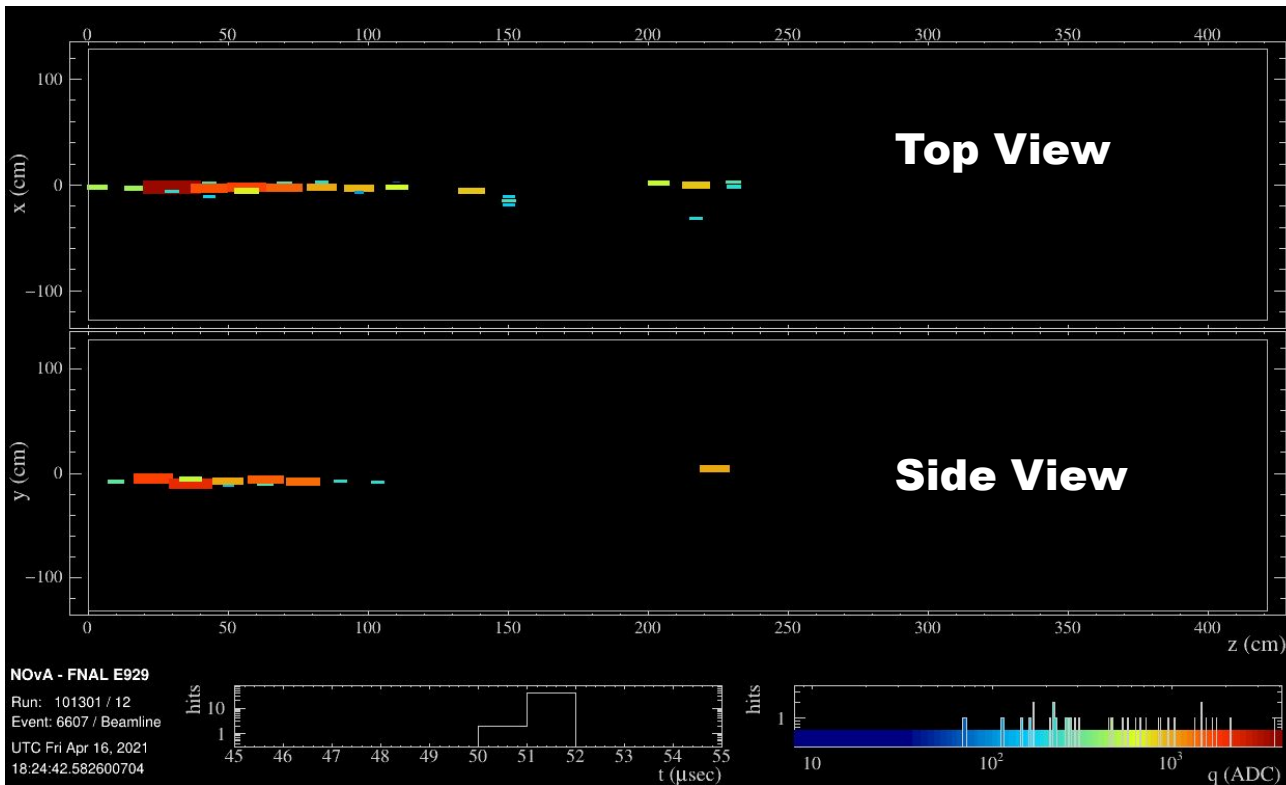 0 50 100 150 200 250 300 350 400
100
0
−100
x (cm)
Top View
100
0
−100
y (cm)
Side View
0 50 100 150 200 250 300 350 400
z (cm)
NOvA - FNAL E929
Run: 101301 / 12
Event: 6607 / Beamline
UTC Fri Apr 16, 2021
18:24:42.582600704
hits
10
1
45 46 47 48 49 50 51 52 53 54 55
t (μsec)
hits
1
10 10² 10³
q (ADC)